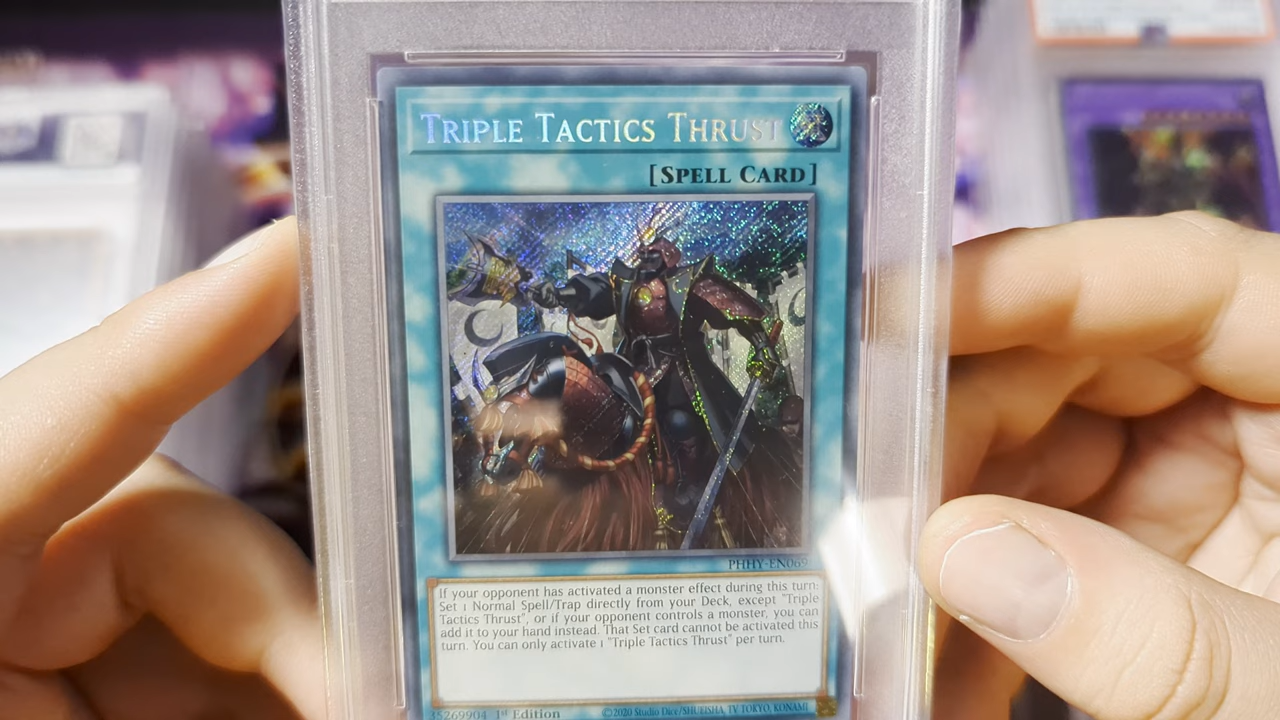 TRIPLE TACTICS THRUST
[SPELL CARD]
PHHY-EN069
If your opponent has activated a monster effect during this turn:
Set 1 Normal Spell/Trap directly from your Deck, except "Triple
Tactics Thrust", or if your opponent controls a monster, you can
add it to your hand instead. That Set card cannot be activated this
turn. You can only activate 1 "Triple Tactics Thrust" per turn.
35269904 1st Edition ©2020 Studio Dice/SHUEISHA, TV TOKYO, KONAMI